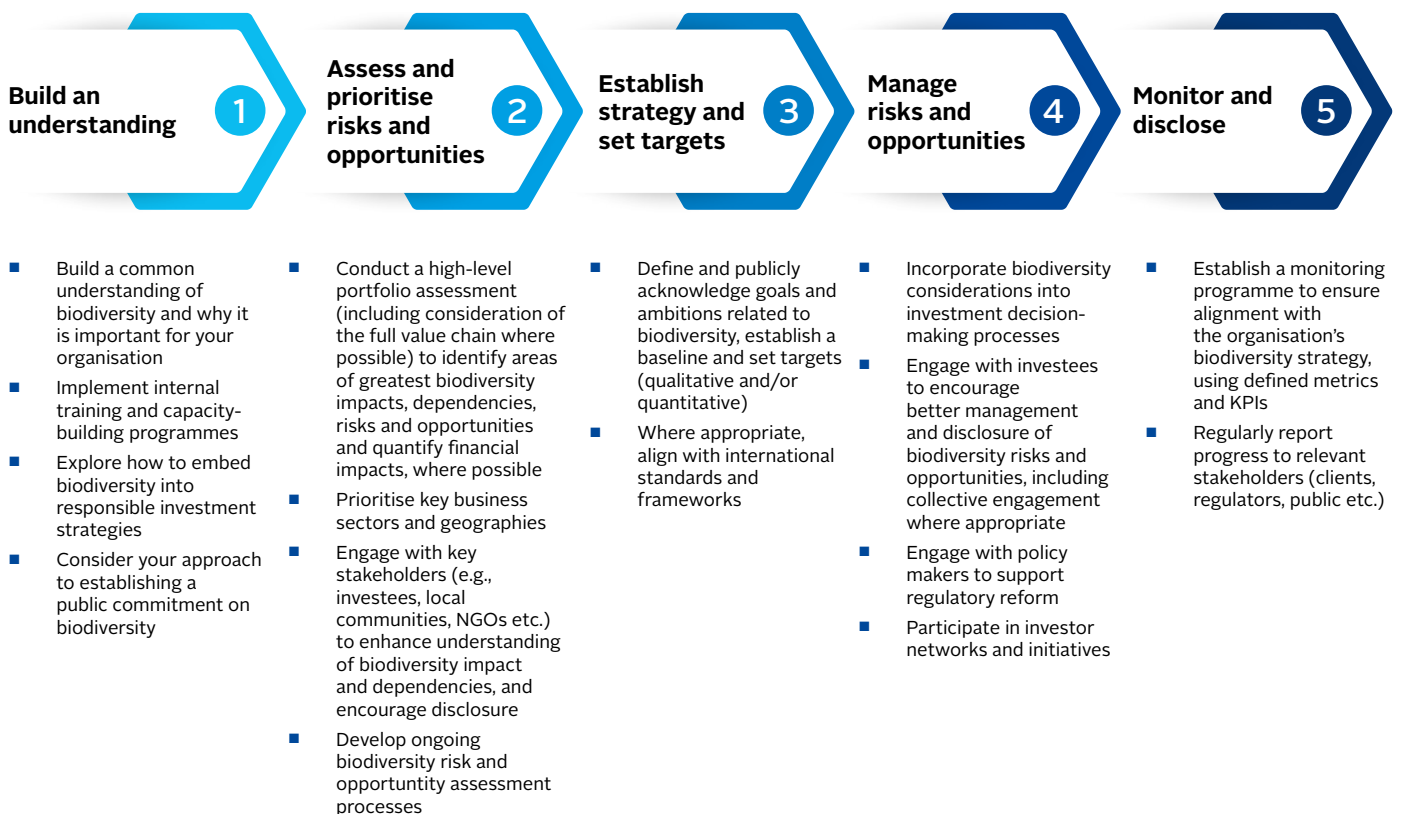 Build an
understanding
1
Assess and
prioritise
risks and
opportunities
2
Establish
strategy and
set targets
3
Manage
risks and
opportunities
4
Monitor and
disclose
5
■ Build a common
understanding of
biodiversity and why it
is important for your
organisation
■ Implement internal
training and capacity-
building programmes
■ Explore how to embed
biodiversity into
responsible investment
strategies
■ Consider your approach
to establishing a
public commitment on
biodiversity
■ Conduct a high-level
portfolio assessment
(including consideration of
the full value chain where
possible) to identify areas
of greatest biodiversity
impacts, dependencies,
risks and opportunities
and quantify financial
impacts, where possible
■ Prioritise key business
sectors and geographies
■ Engage with key
stakeholders (e.g.,
investees, local
communities, NGOs etc.)
to enhance understanding
of biodiversity impact
and dependencies, and
encourage disclosure
■ Develop ongoing
biodiversity risk and
opportuntity assessment
processes
■ Define and publicly
acknowledge goals and
ambitions related to
biodiversity, establish a
baseline and set targets
(qualitative and/or
quantitative)
■ Where appropriate,
align with international
standards and
frameworks
■ Incorporate biodiversity
considerations into
investment decision-
making processes
■ Engage with investees
to encourage
better management
and disclosure of
biodiversity risks and
opportunities, including
collective engagement
where appropriate
■ Engage with policy
makers to support
regulatory reform
■ Participate in investor
networks and initiatives
■ Establish a monitoring
programme to ensure
alignment with
the organisation's
biodiversity strategy,
using defined metrics
and KPIs
■ Regularly report
progress to relevant
stakeholders (clients,
regulators, public etc.)